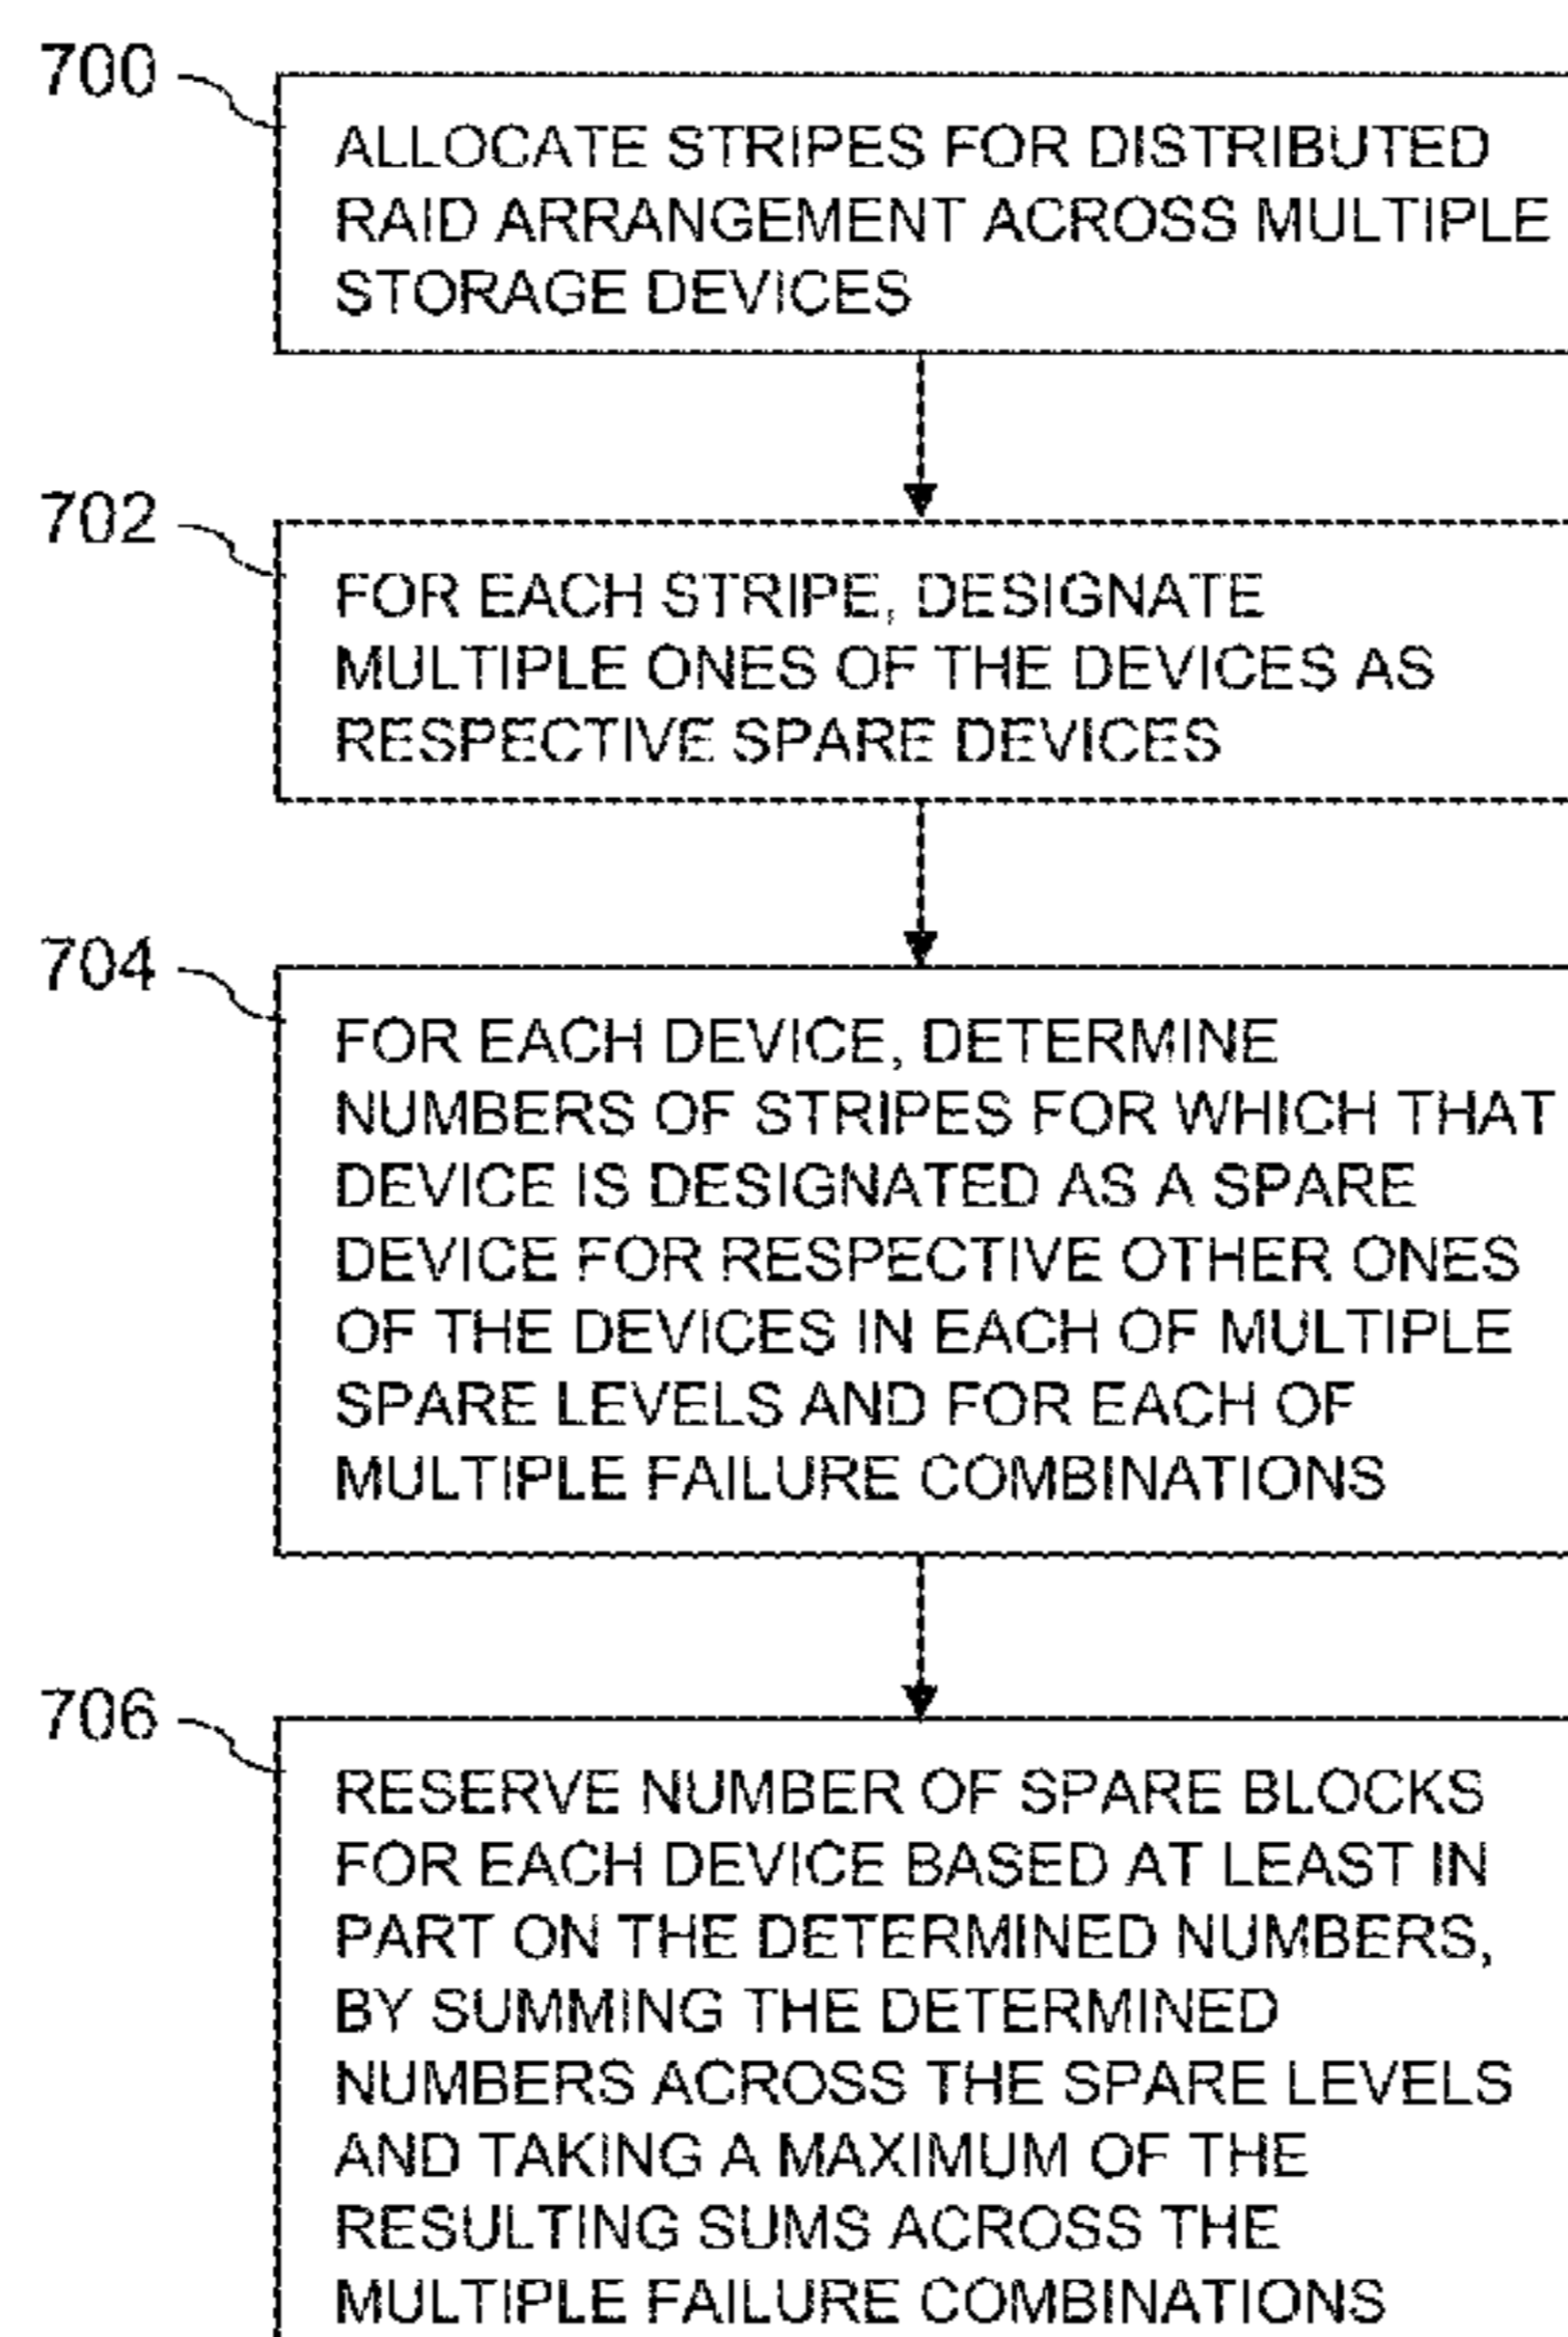 700
ALLOCATE STRIPES FOR DISTRIBUTED
RAID ARRANGEMENT ACROSS MULTIPLE
STORAGE DEVICES
702
FOR EACH STRIPE, DESIGNATE
MULTIPLE ONES OF THE DEVICES AS
RESPECTIVE SPARE DEVICES
704
FOR EACH DEVICE, DETERMINE
NUMBERS OF STRIPES FOR WHICH THAT
DEVICE IS DESIGNATED AS A SPARE
DEVICE FOR RESPECTIVE OTHER ONES
OF THE DEVICES IN EACH OF MULTIPLE
SPARE LEVELS AND FOR EACH OF
MULTIPLE FAILURE COMBINATIONS
706
RESERVE NUMBER OF SPARE BLOCKS
FOR EACH DEVICE BASED AT LEAST IN
PART ON THE DETERMINED NUMBERS,
BY SUMMING THE DETERMINED
NUMBERS ACROSS THE SPARE LEVELS
AND TAKING A MAXIMUM OF THE
RESULTING SUMS ACROSS THE
MULTIPLE FAILURE COMBINATIONS